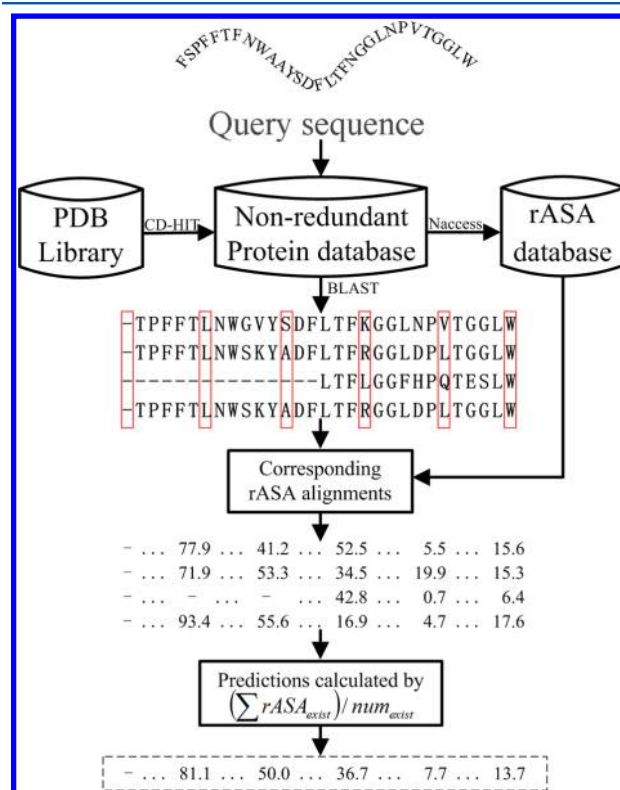 FSPFFTFNWAAYSDFLTFNGGLNPVTGGLW
Query sequence
PDB
Library
CD-HIT
Non-redundant
Protein database
Naccess
rASA
database
BLAST
-TPFFTLNWGVYSDFLTFKGGLNPVTGGLW
-TPFFTLNWSKYADFLTFRGGLDPLTGGLW
---------------LTFLGGFHPQTESLW
-TPFFTLNWSKYADFLTFRGGLDPLTGGLW
Corresponding
rASA alignments
− ... 77.9 ... 41.2 ... 52.5 ... 5.5 ... 15.6
− ... 71.9 ... 53.3 ... 34.5 ... 19.9 ... 15.3
− ... − ... − ... 42.8 ... 0.7 ... 6.4
− ... 93.4 ... 55.6 ... 16.9 ... 4.7 ... 17.6
Predictions calculated by
(∑ rASA_exist) / num_exist
− ... 81.1 ... 50.0 ... 36.7 ... 7.7 ... 13.7